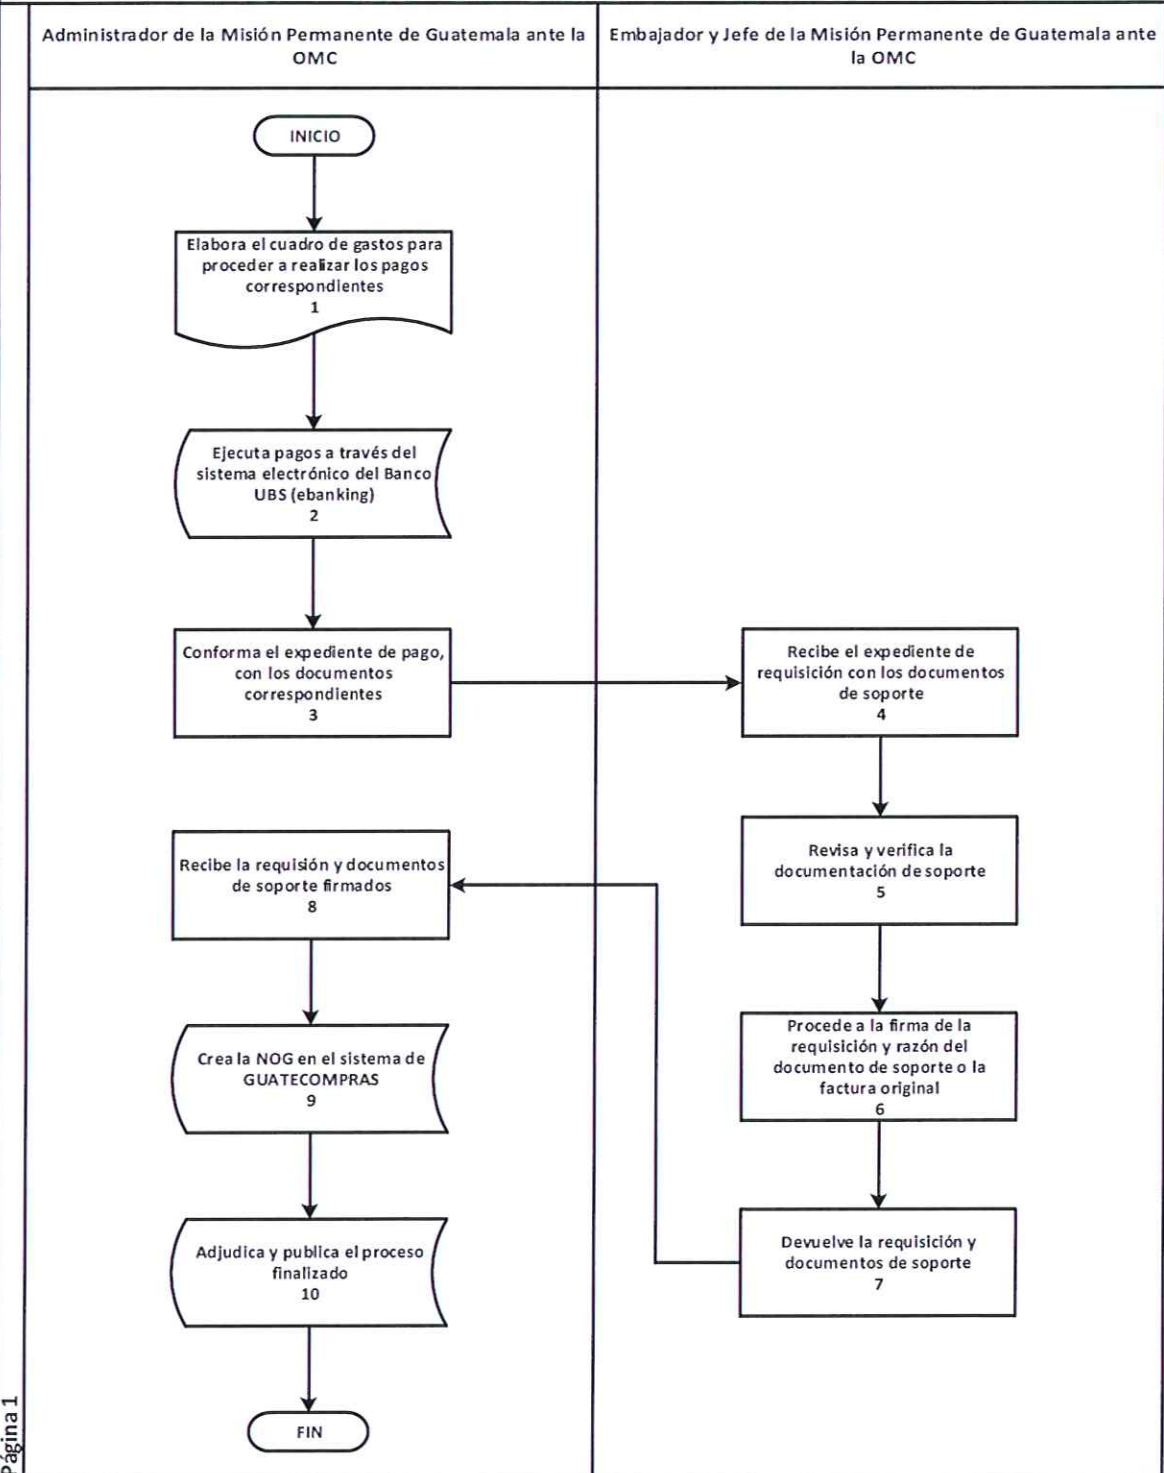 Administrador de la Misión Permanente de Guatemala ante la
OMC
Embajador y Jefe de la Misión Permanente de Guatemala ante
la OMC
INICIO
Elabora el cuadro de gastos para
proceder a realizar los pagos
correspondientes
1
Ejecuta pagos a través del
sistema electrónico del Banco
UBS (ebanking)
2
Conforma el expediente de pago,
con los documentos
correspondientes
3
Recibe el expediente de
requisición con los documentos
de soporte
4
Revisa y verifica la
documentación de soporte
5
Procede a la firma de la
requisición y razón del
documento de soporte o la
factura original
6
Devuelve la requisición y
documentos de soporte
7
Recibe la requisión y documentos
de soporte firmados
8
Crea la NOG en el sistema de
GUATECOMPRAS
9
Adjudica y publica el proceso
finalizado
10
FIN
Página 1